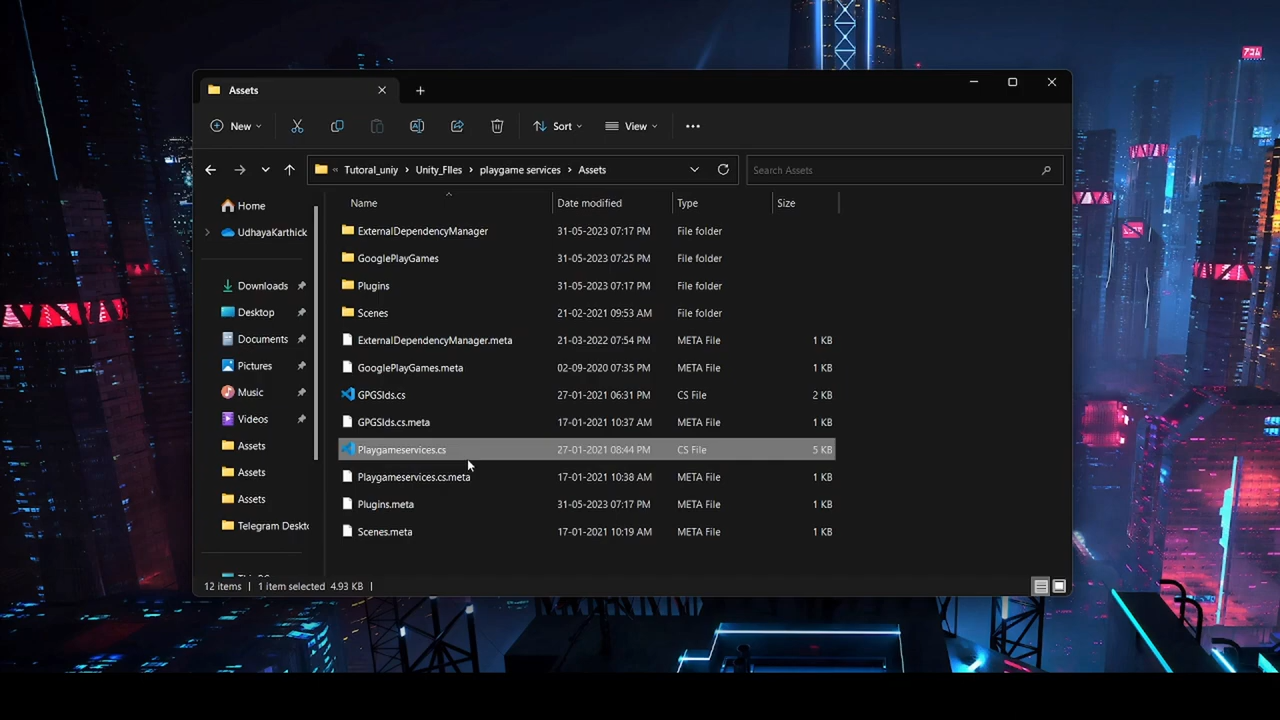 アコム
Assets
New
Sort
View
Tutoral_uniy > Unity_FIles > playgame services > Assets
Search Assets
Name Date modified Type Size
Home
UdhayaKarthick
Downloads
Desktop
Documents
Pictures
Music
Videos
Assets
Assets
Assets
Telegram Deskto
ExternalDependencyManager 31-05-2023 07:17 PM File folder
GooglePlayGames 31-05-2023 07:25 PM File folder
Plugins 31-05-2023 07:17 PM File folder
Scenes 21-02-2021 09:53 AM File folder
ExternalDependencyManager.meta 21-03-2022 07:54 PM META File 1 KB
GooglePlayGames.meta 02-09-2020 07:35 PM META File 1 KB
GPGSIds.cs 27-01-2021 06:31 PM CS File 2 KB
GPGSIds.cs.meta 17-01-2021 10:37 AM META File 1 KB
Playgameservices.cs 27-01-2021 08:44 PM CS File 5 KB
Playgameservices.cs.meta 17-01-2021 10:38 AM META File 1 KB
Plugins.meta 31-05-2023 07:17 PM META File 1 KB
Scenes.meta 17-01-2021 10:19 AM META File 1 KB
12 items | 1 item selected 4.93 KB |